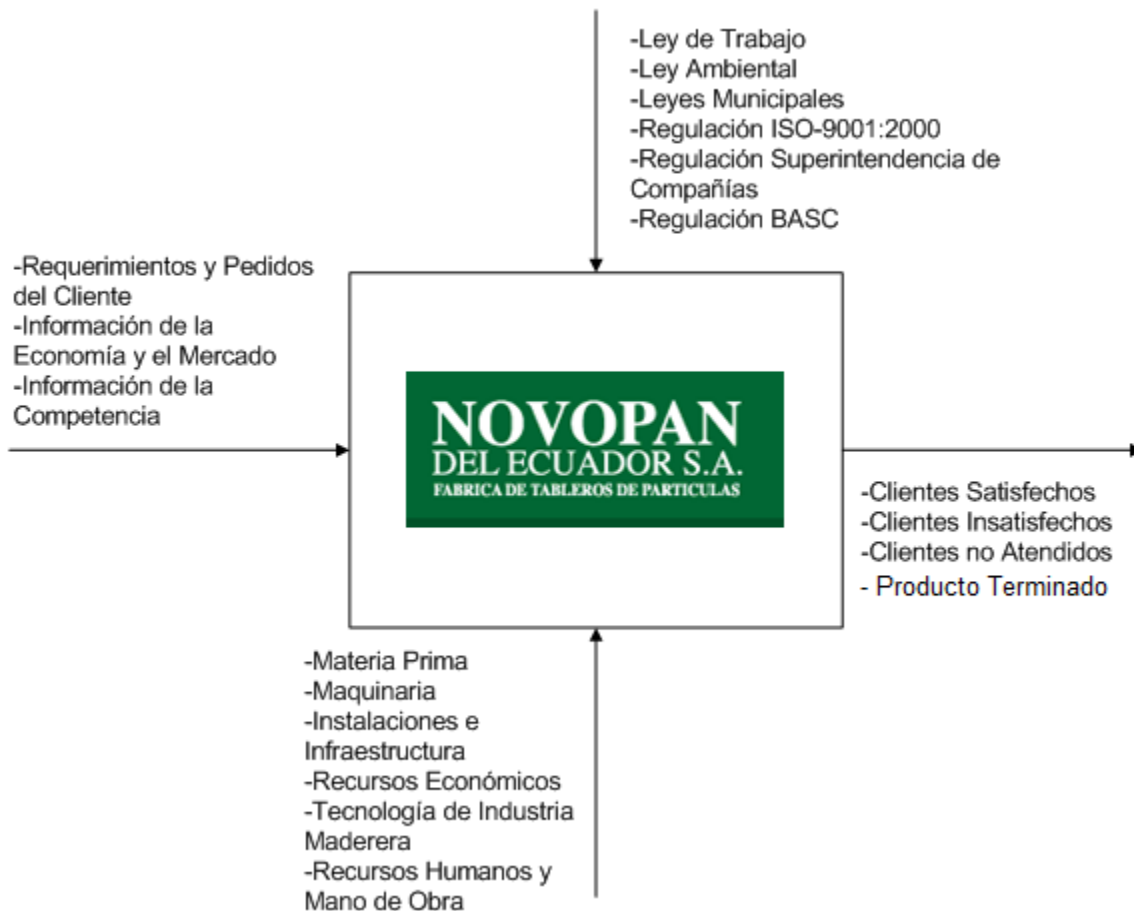 -Ley de Trabajo
-Ley Ambiental
-Leyes Municipales
-Regulación ISO-9001:2000
-Regulación Superintendencia de
Compañías
-Regulación BASC
-Requerimientos y Pedidos
del Cliente
-Información de la
Economía y el Mercado
-Información de la
Competencia
NOVOPAN
DEL ECUADOR S.A.
FABRICA DE TABLEROS DE PARTICULAS
-Clientes Satisfechos
-Clientes Insatisfechos
-Clientes no Atendidos
- Producto Terminado
-Materia Prima
-Maquinaria
-Instalaciones e
Infraestructura
-Recursos Económicos
-Tecnología de Industria
Maderera
-Recursos Humanos y
Mano de Obra